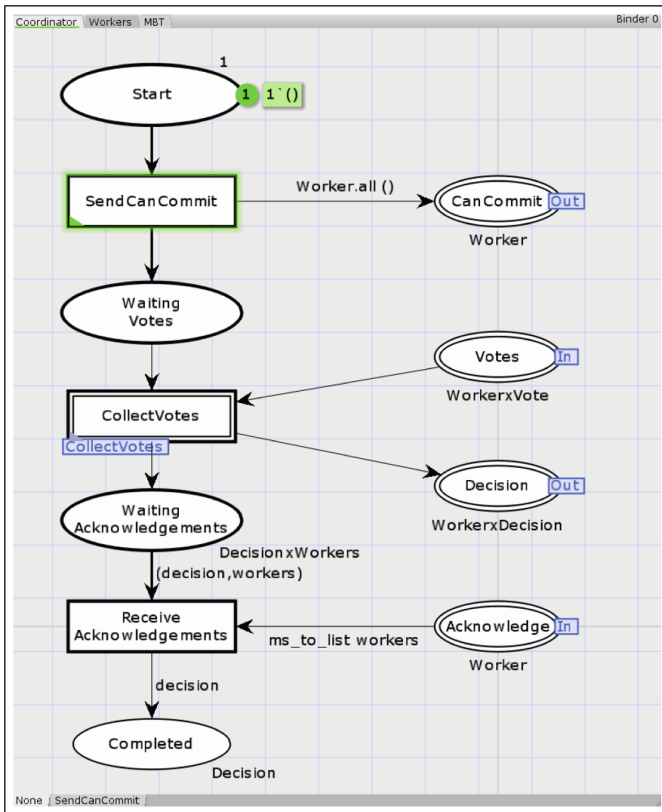 Coordinator Workers MBT Binder 0
1
Start
1 1`()
SendCanCommit
Worker.all ()
CanCommit Out
Worker
Waiting
Votes
Votes In
WorkerxVote
CollectVotes
CollectVotes
Decision Out
WorkerxDecision
Waiting
Acknowledgements
DecisionxWorkers
(decision,workers)
Receive
Acknowledgements
Acknowledge In
ms_to_list workers
Worker
decision
Completed
Decision
None SendCanCommit